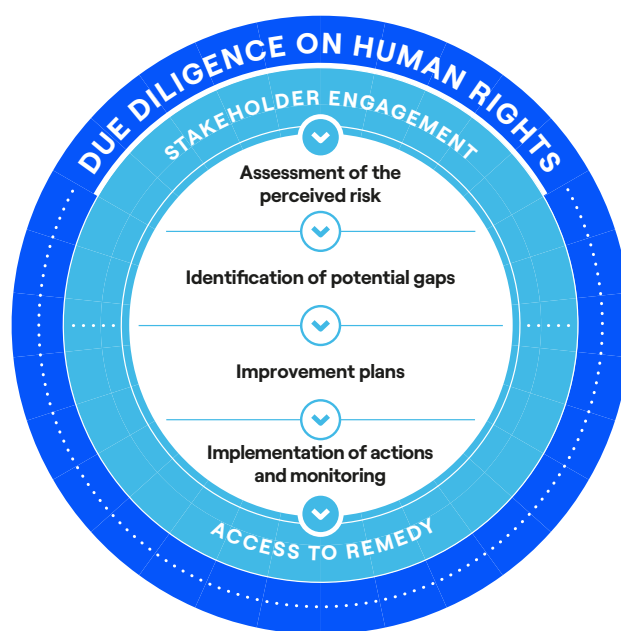 DUE DILIGENCE ON HUMAN RIGHTS
STAKEHOLDER ENGAGEMENT
Assessment of the
perceived risk
Identification of potential gaps
Improvement plans
Implementation of actions
and monitoring
ACCESS TO REMEDY